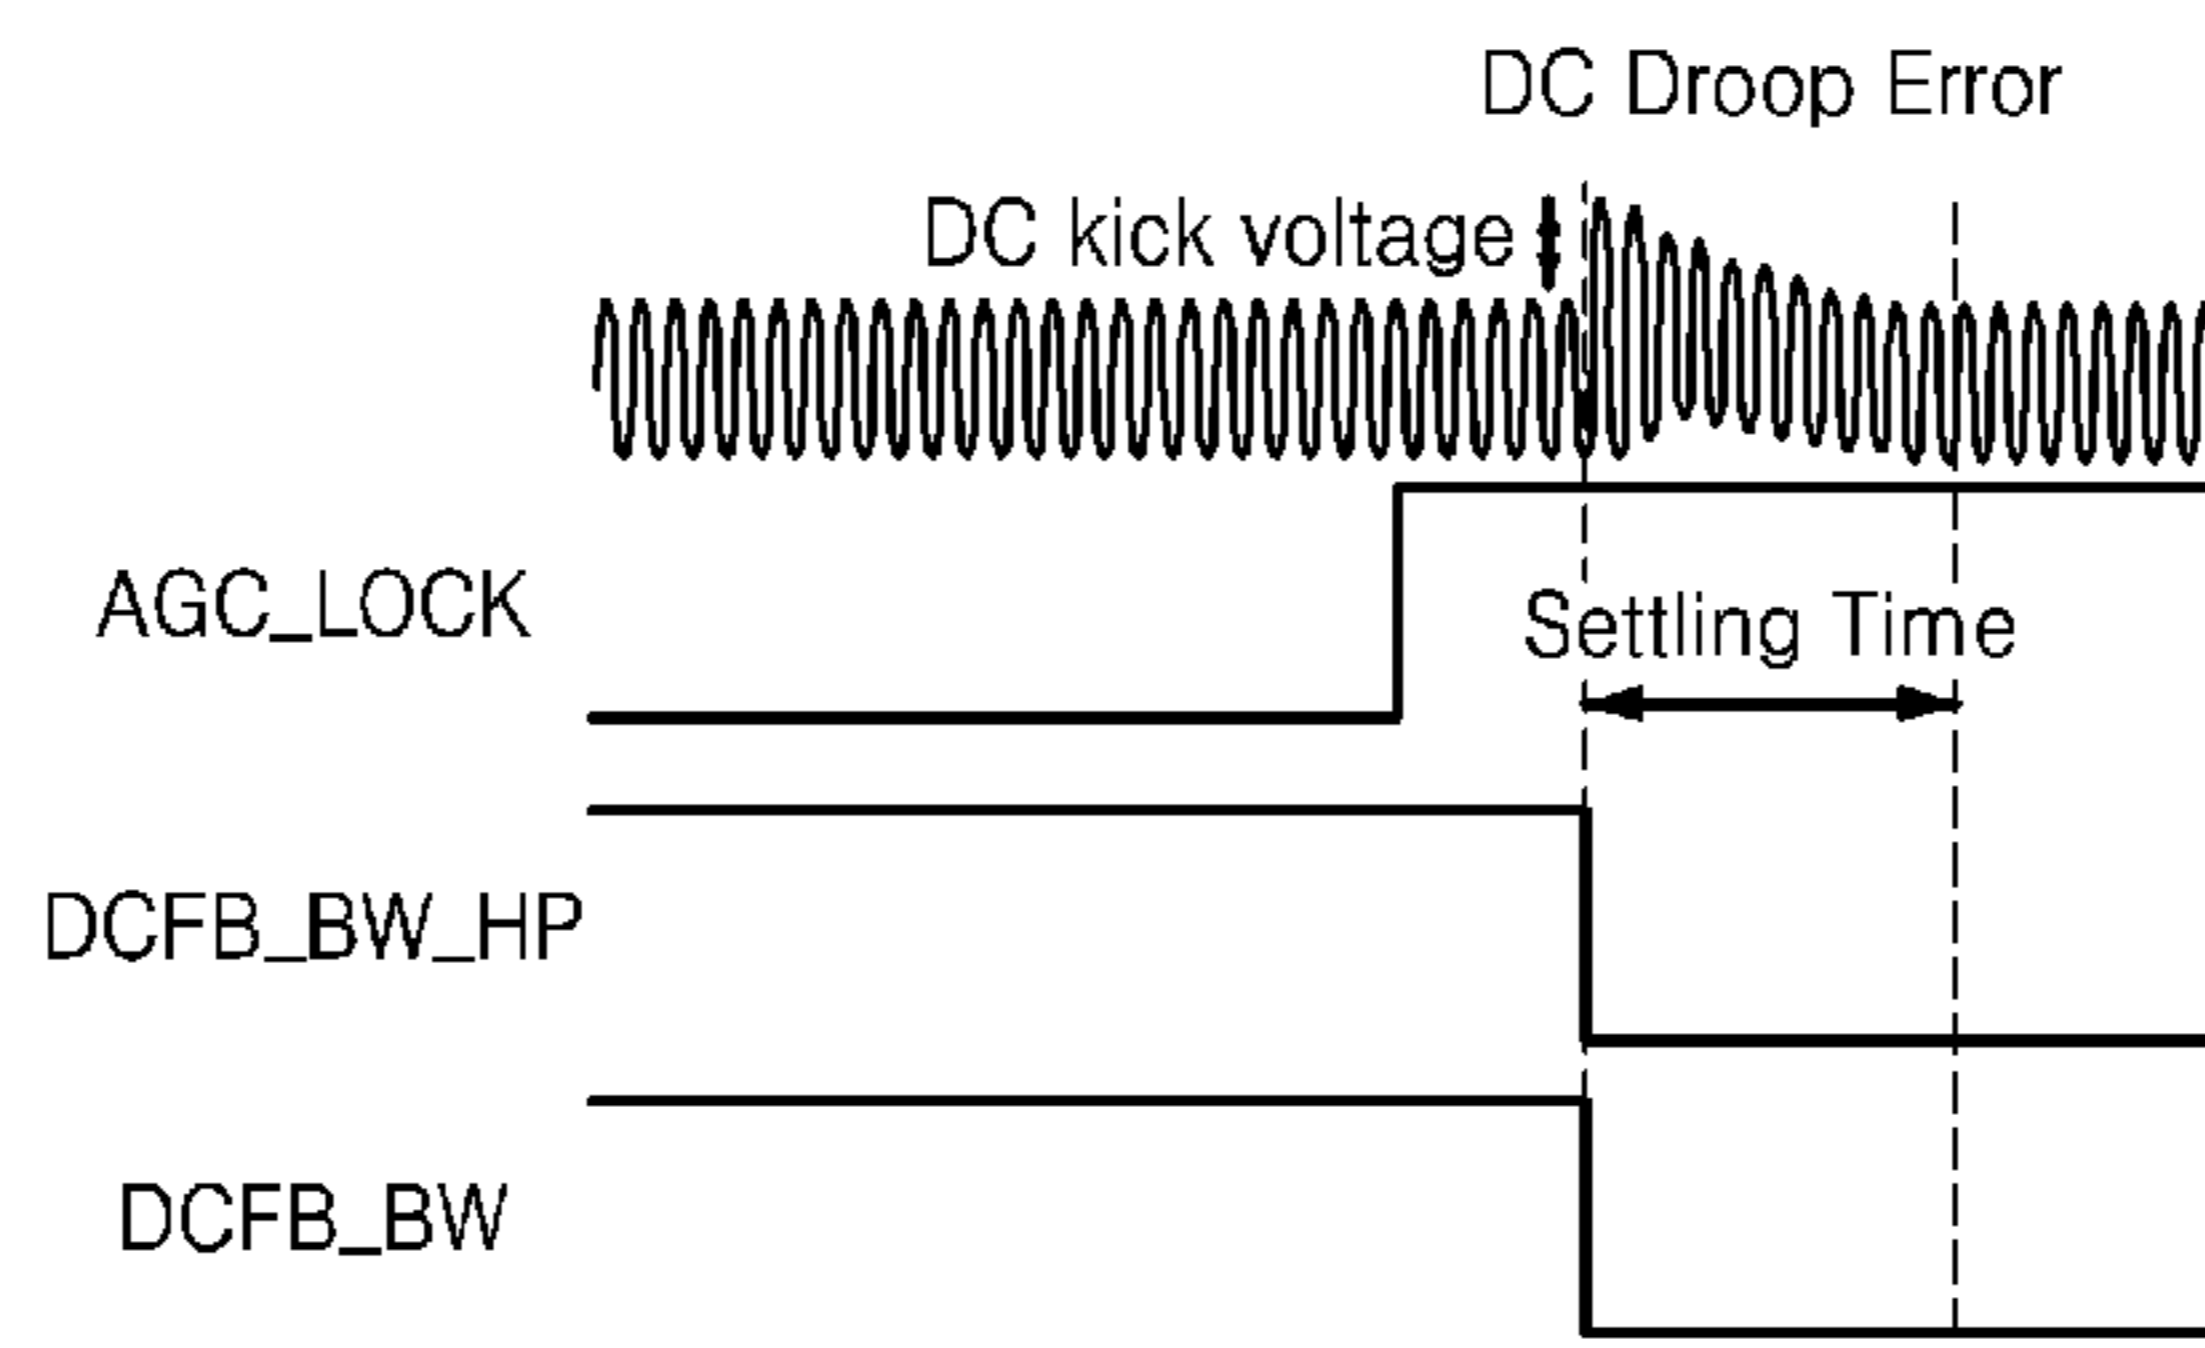 DC Droop Error
DC kick voltage
AGC_LOCK
Settling Time
DCFB_BW_HP
DCFB_BW